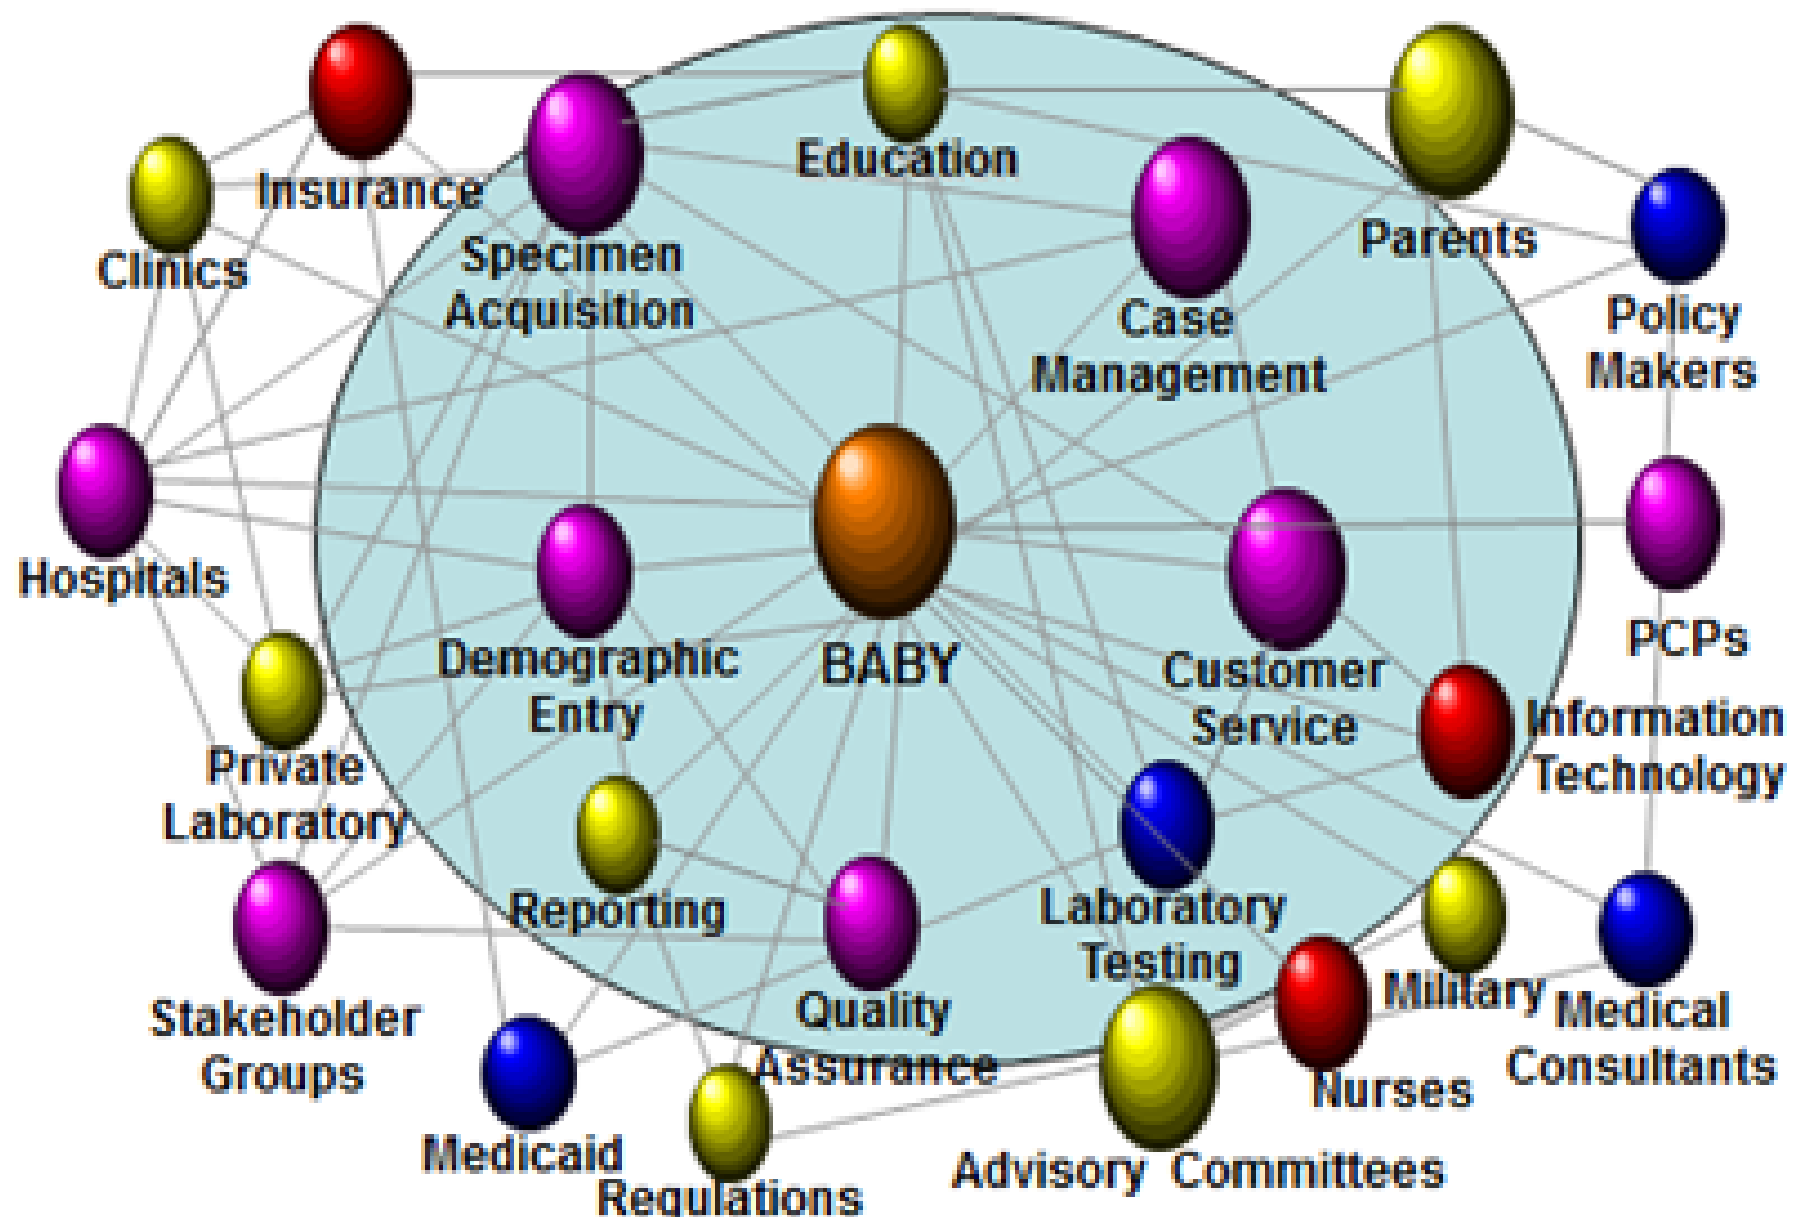 Education
Insurance
Parents
Clinics
Specimen
Acquisition
Case
Management
Policy
Makers
Hospitals
Demographic
Entry
BABY
Customer
Service
PCPs
Information
Technology
Private
Laboratory
Reporting
Laboratory
Testing
Military
Medical
Consultants
Stakeholder
Groups
Quality
Assurance
Nurses
Medicaid
Regulations
Advisory Committees